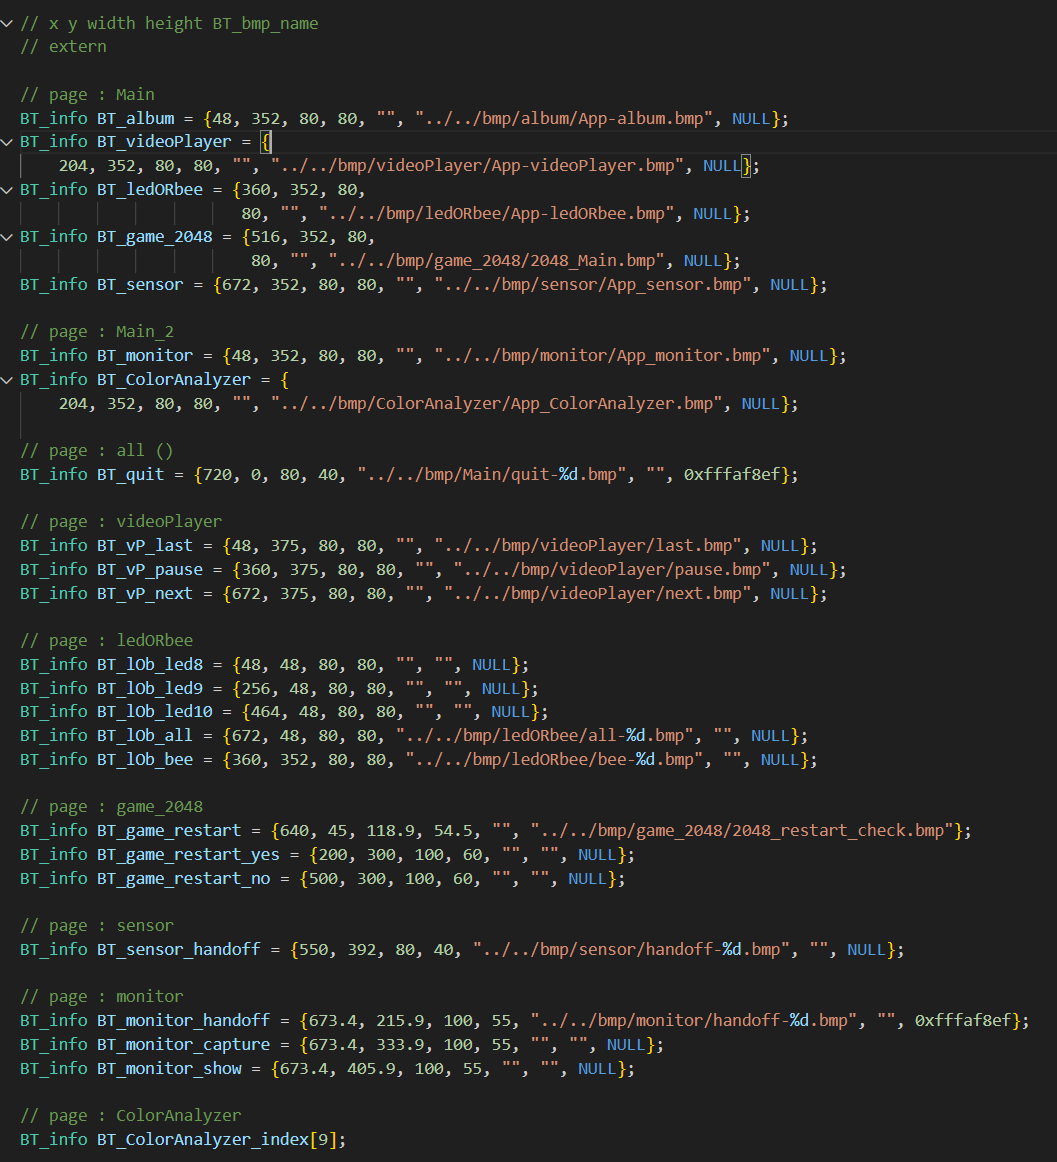 // x y width height BT_bmp_name
// extern
// page : Main
BT_info BT_album = {48, 352, 80, 80, "", "../../bmp/album/App-album.bmp", NULL};
BT_info BT_videoPlayer = {
204, 352, 80, 80, "", "../../bmp/videoPlayer/App-videoPlayer.bmp", NULL};
BT_info BT_ledORbee = {360, 352, 80,
80, "", "../../bmp/ledORbee/App-ledORbee.bmp", NULL};
BT_info BT_game_2048 = {516, 352, 80,
80, "", "../../bmp/game_2048/2048_Main.bmp", NULL};
BT_info BT_sensor = {672, 352, 80, 80, "", "../../bmp/sensor/App_sensor.bmp", NULL};
// page : Main_2
BT_info BT_monitor = {48, 352, 80, 80, "", "../../bmp/monitor/App_monitor.bmp", NULL};
BT_info BT_ColorAnalyzer = {
204, 352, 80, 80, "", "../../bmp/ColorAnalyzer/App_ColorAnalyzer.bmp", NULL};
// page : all ()
BT_info BT_quit = {720, 0, 80, 40, "../../bmp/Main/quit-%d.bmp", "", 0xfffaf8ef};
// page : videoPlayer
BT_info BT_vP_last = {48, 375, 80, 80, "", "../../bmp/videoPlayer/last.bmp", NULL};
BT_info BT_vP_pause = {360, 375, 80, 80, "", "../../bmp/videoPlayer/pause.bmp", NULL};
BT_info BT_vP_next = {672, 375, 80, 80, "", "../../bmp/videoPlayer/next.bmp", NULL};
// page : ledORbee
BT_info BT_lOb_led8 = {48, 48, 80, 80, "", "", NULL};
BT_info BT_lOb_led9 = {256, 48, 80, 80, "", "", NULL};
BT_info BT_lOb_led10 = {464, 48, 80, 80, "", "", NULL};
BT_info BT_lOb_all = {672, 48, 80, 80, "../../bmp/ledORbee/all-%d.bmp", "", NULL};
BT_info BT_lOb_bee = {360, 352, 80, 80, "../../bmp/ledORbee/bee-%d.bmp", "", NULL};
// page : game_2048
BT_info BT_game_restart = {640, 45, 118.9, 54.5, "", "../../bmp/game_2048/2048_restart_check.bmp"};
BT_info BT_game_restart_yes = {200, 300, 100, 60, "", "", NULL};
BT_info BT_game_restart_no = {500, 300, 100, 60, "", "", NULL};
// page : sensor
BT_info BT_sensor_handoff = {550, 392, 80, 40, "../../bmp/sensor/handoff-%d.bmp", "", NULL};
// page : monitor
BT_info BT_monitor_handoff = {673.4, 215.9, 100, 55, "../../bmp/monitor/handoff-%d.bmp", "", 0xfffaf8ef};
BT_info BT_monitor_capture = {673.4, 333.9, 100, 55, "", "", NULL};
BT_info BT_monitor_show = {673.4, 405.9, 100, 55, "", "", NULL};
// page : ColorAnalyzer
BT_info BT_ColorAnalyzer_index[9];